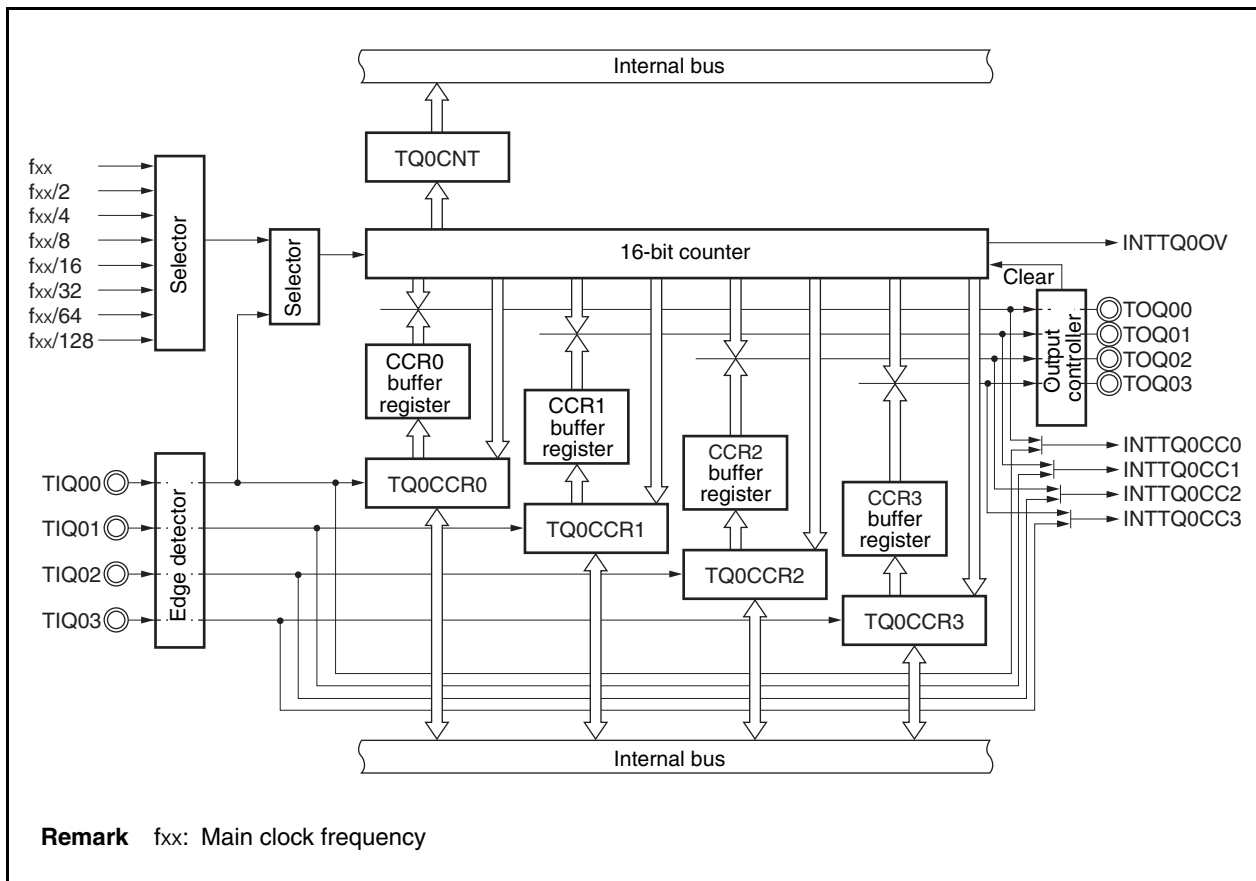 Internal bus
TQ0CNT
fxx
fxx/2
fxx/4
fxx/8
fxx/16
fxx/32
fxx/64
fxx/128
Selector
Selector
16-bit counter
INTTQ0OV
Clear
Output
controller
TOQ00
TOQ01
TOQ02
TOQ03
CCR0
buffer
register
CCR1
buffer
register
CCR2
buffer
register
CCR3
buffer
register
INTTQ0CC0
INTTQ0CC1
INTTQ0CC2
INTTQ0CC3
TIQ00
TIQ01
TIQ02
TIQ03
Edge detector
TQ0CCR0
TQ0CCR1
TQ0CCR2
TQ0CCR3
Internal bus
Remark fxx: Main clock frequency